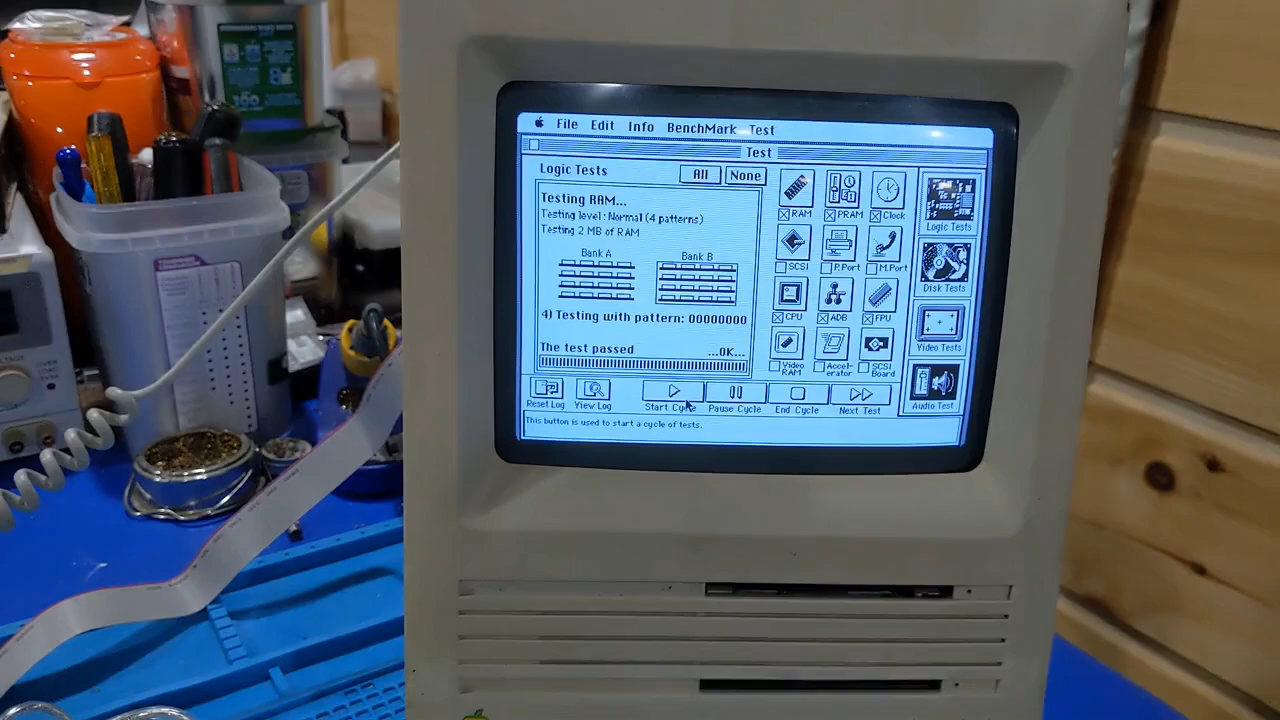 File Edit Info BenchMark Test
Test
Logic Tests
All
None
Testing RAM...
Testing level: Normal (4 patterns)
Testing 2 MB of RAM
Bank A
Bank B
4) Testing with pattern: 00000000
The test passed ...OK...
RAM
PRAM
Clock
SCSI
P.Port
M.Port
CPU
ADB
FPU
Video RAM
Accel-erator
SCSI Board
Logic Tests
Disk Tests
Video Tests
Audio Test
Reset Log
View Log
Start Cycle
Pause Cycle
End Cycle
Next Test
This button is used to start a cycle of tests.